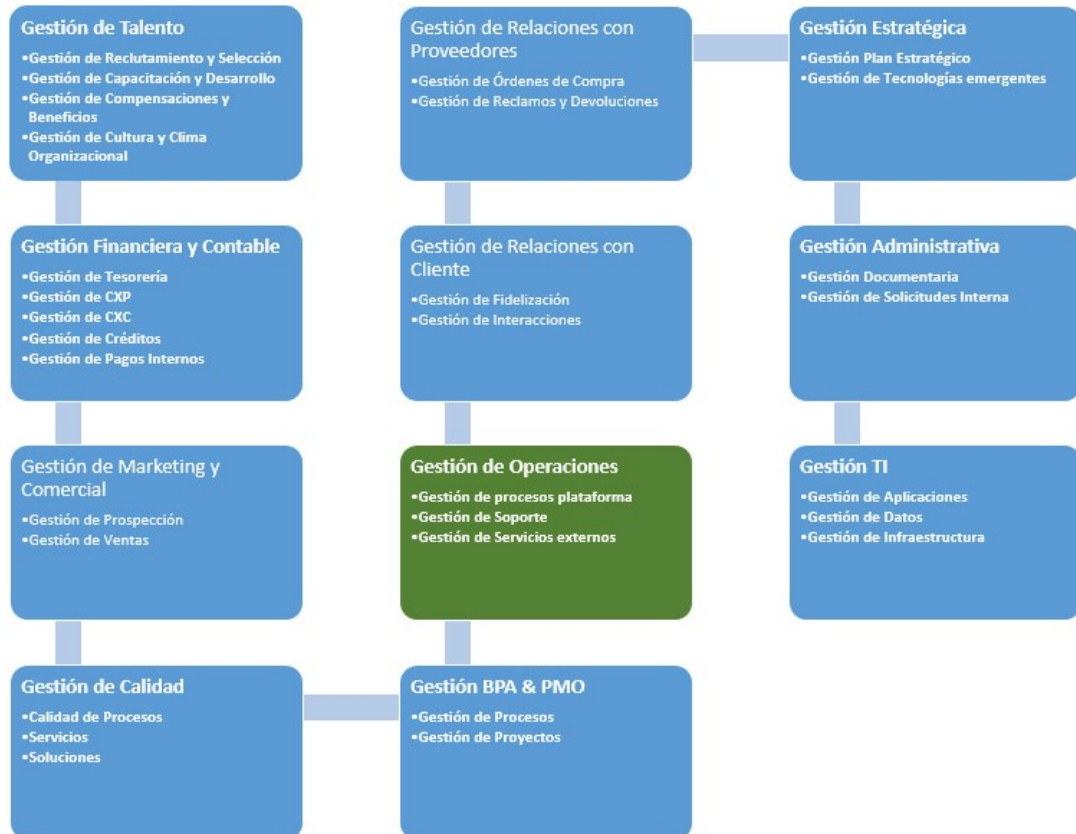 Gestión de Talento
•Gestión de Reclutamiento y Selección
•Gestión de Capacitación y Desarrollo
•Gestión de Compensaciones y
Beneficios
•Gestión de Cultura y Clima
Organizacional
Gestión Financiera y Contable
•Gestión de Tesorería
•Gestión de CXP
•Gestión de CXC
•Gestión de Créditos
•Gestión de Pagos Internos
Gestión de Marketing y
Comercial
•Gestión de Prospección
•Gestión de Ventas
Gestión de Calidad
•Calidad de Procesos
•Servicios
•Soluciones
Gestión BPA & PMO
•Gestión de Procesos
•Gestión de Proyectos
Gestión de Operaciones
•Gestión de procesos plataforma
•Gestión de Soporte
•Gestión de Servicios externos
Gestión de Relaciones con
Cliente
•Gestión de Fidelización
•Gestión de Interacciones
Gestión de Relaciones con
Proveedores
•Gestión de Órdenes de Compra
•Gestión de Reclamos y Devoluciones
Gestión Estratégica
•Gestión Plan Estratégico
•Gestión de Tecnologías emergentes
Gestión Administrativa
•Gestión Documentaria
•Gestión de Solicitudes Interna
Gestión TI
•Gestión de Aplicaciones
•Gestión de Datos
•Gestión de Infraestructura